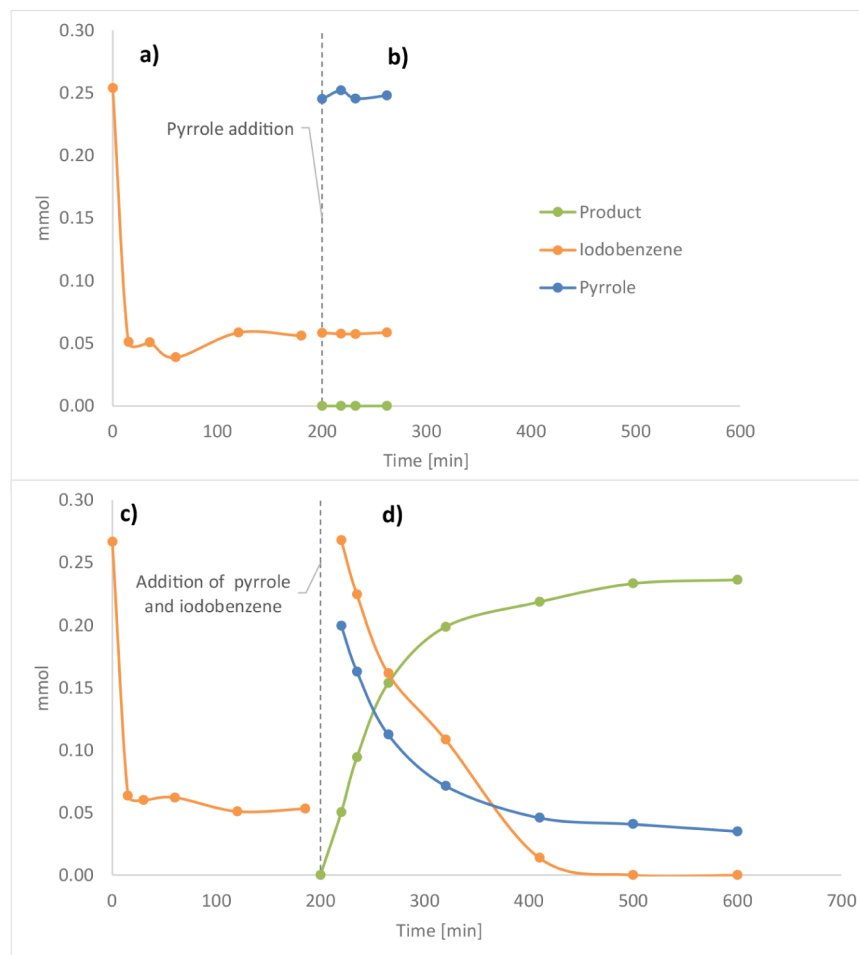 a)
b)
0.30
0.25
0.20
0.15
0.10
0.05
0.00
mmol
Pyrrole addition
Product
Iodobenzene
Pyrrole
0 100 200 300 400 500 600
Time [min]
c)
d)
0.30
0.25
0.20
0.15
0.10
0.05
0.00
mmol
Addition of pyrrole
and iodobenzene
0 100 200 300 400 500 600 700
Time [min]